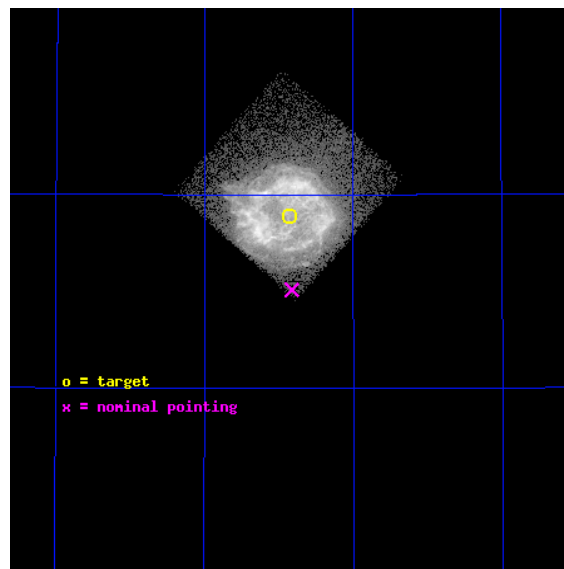 o = target
x = nominal pointing